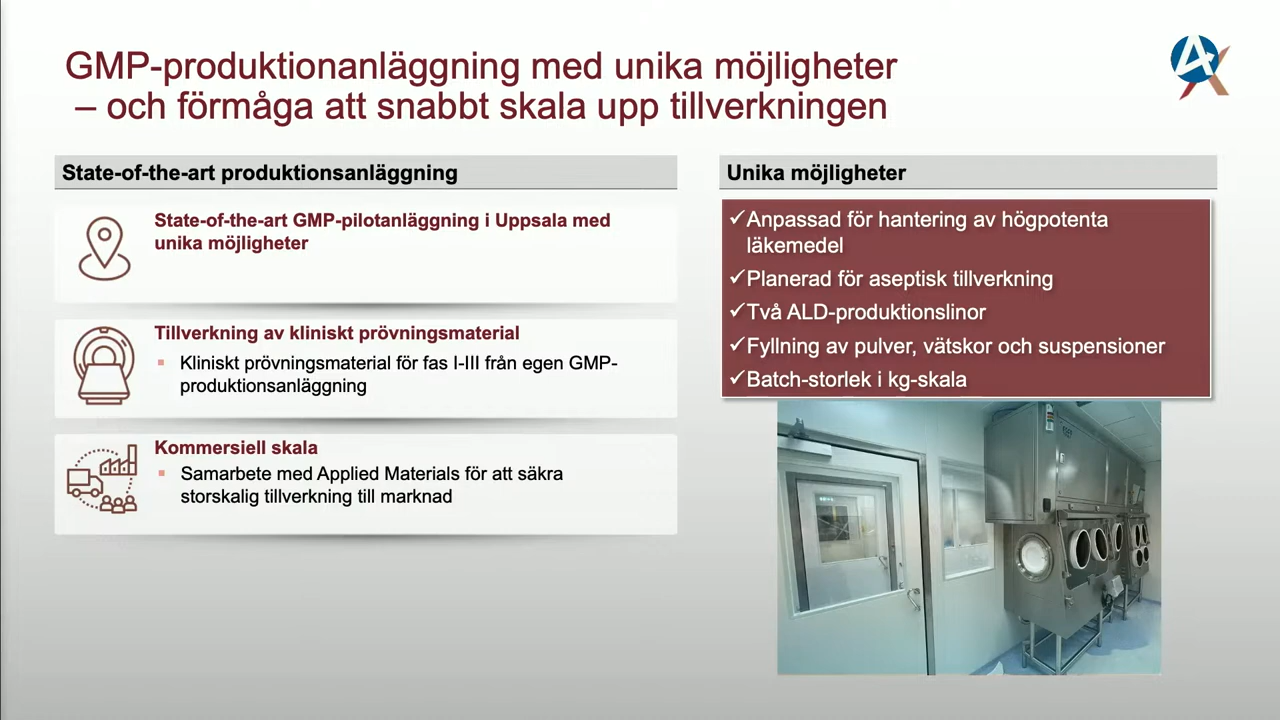 GMP-produktionanläggning med unika möjligheter
– och förmåga att snabbt skala upp tillverkningen
State-of-the-art produktionsanläggning
State-of-the-art GMP-pilotanläggning i Uppsala med
unika möjligheter
Tillverkning av kliniskt prövningsmaterial
▪ Kliniskt prövningsmaterial för fas I-III från egen GMP-
produktionsanläggning
Kommersiell skala
▪ Samarbete med Applied Materials för att säkra
storskalig tillverkning till marknad
Unika möjligheter
✓Anpassad för hantering av högpotenta
läkemedel
✓Planerad för aseptisk tillverkning
✓Två ALD-produktionslinor
✓Fyllning av pulver, vätskor och suspensioner
✓Batch-storlek i kg-skala